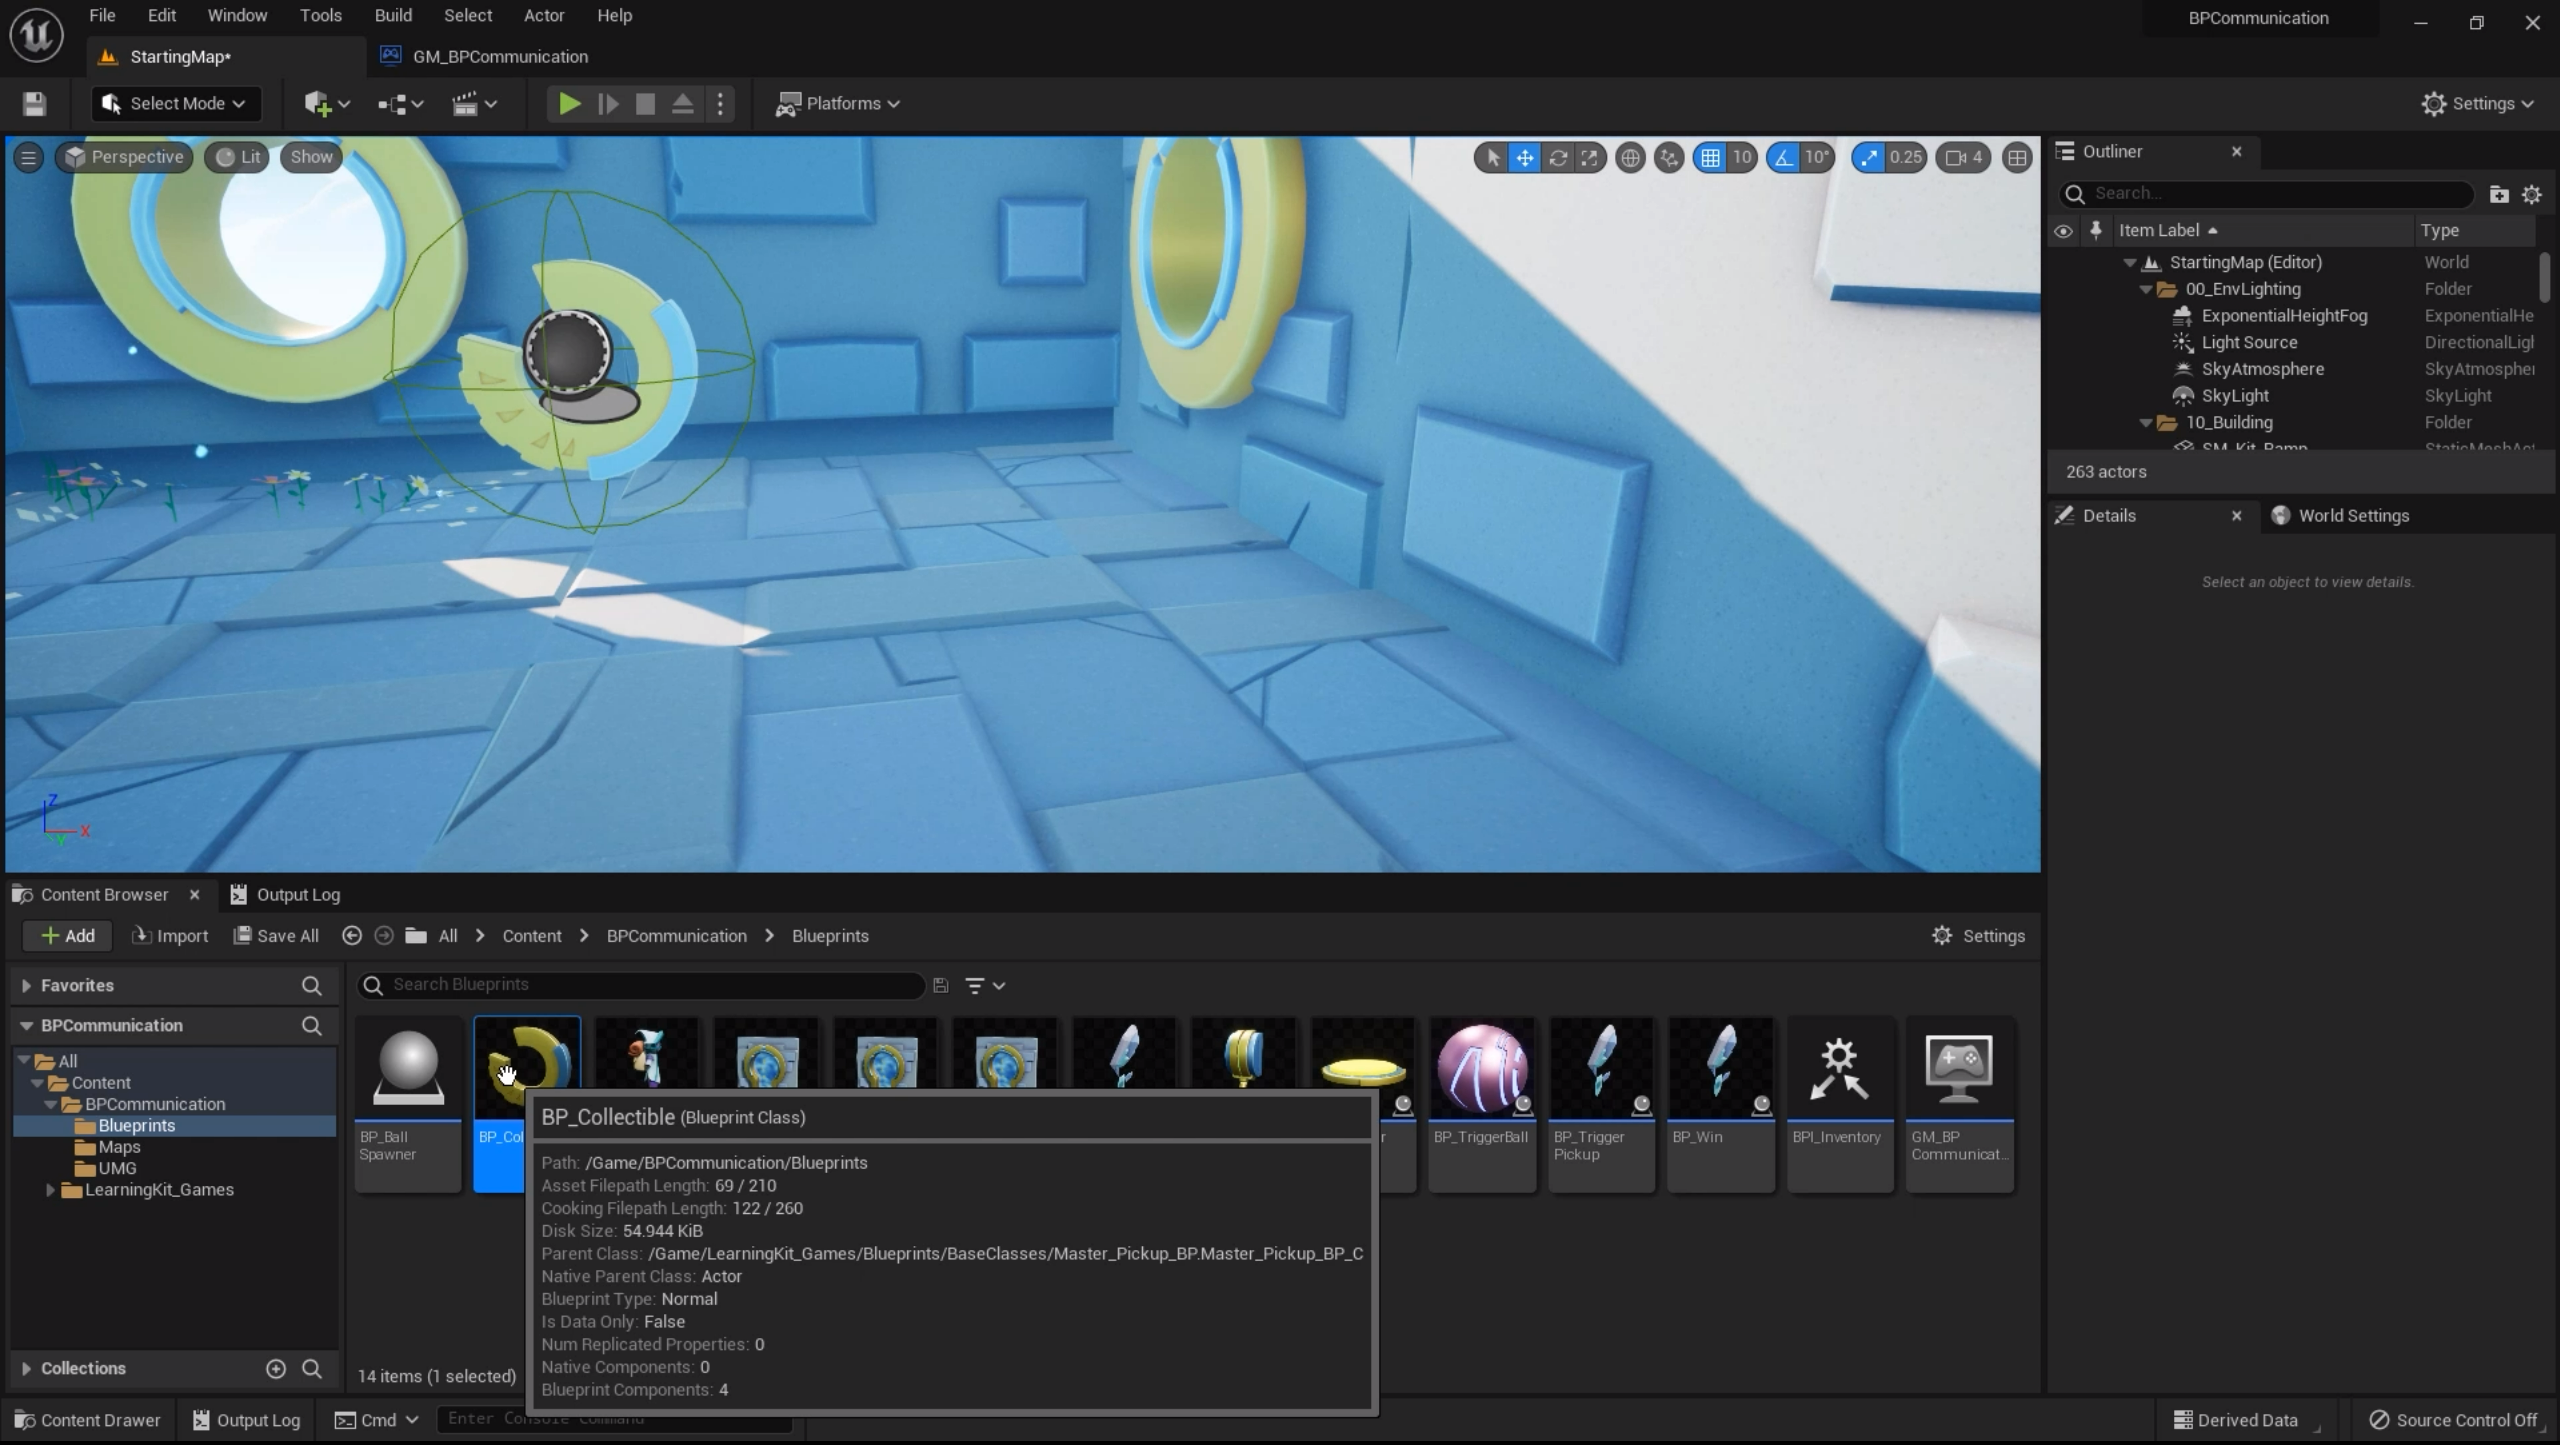 File Edit Window Tools Build Select Actor Help
BPCommunication
StartingMap*
GM_BPCommunication
Select Mode
Platforms
Settings
Perspective
Lit
Show
10
10°
0.25
4
Outliner
Search...
Item Label
Type
StartingMap (Editor) World
00_EnvLighting Folder
ExponentialHeightFog ExponentialHe
Light Source DirectionalLigh
SkyAtmosphere SkyAtmospher
SkyLight SkyLight
10_Building Folder
SM_Kit_Ramp StaticMeshAct
263 actors
Details
World Settings
Select an object to view details.
Z
X
Y
Content Browser
Output Log
Add
Import
Save All
All > Content > BPCommunication > Blueprints
Settings
Favorites
Search Blueprints
BPCommunication
All
Content
BPCommunication
Blueprints
Maps
UMG
LearningKit_Games
Collections
BP_Ball
Spawner
BP_Col
r
BP_TriggerBall
BP_Trigger
Pickup
BP_Win
BPI_Inventory
GM_BP
Communicat...
BP_Collectible (Blueprint Class)
Path: /Game/BPCommunication/Blueprints
Asset Filepath Length: 69 / 210
Cooking Filepath Length: 122 / 260
Disk Size: 54.944 KiB
Parent Class: /Game/LearningKit_Games/Blueprints/BaseClasses/Master_Pickup_BP.Master_Pickup_BP_C
Native Parent Class: Actor
Blueprint Type: Normal
Is Data Only: False
Num Replicated Properties: 0
Native Components: 0
Blueprint Components: 4
14 items (1 selected)
Content Drawer
Output Log
Cmd
Enter Console Command
Derived Data
Source Control Off